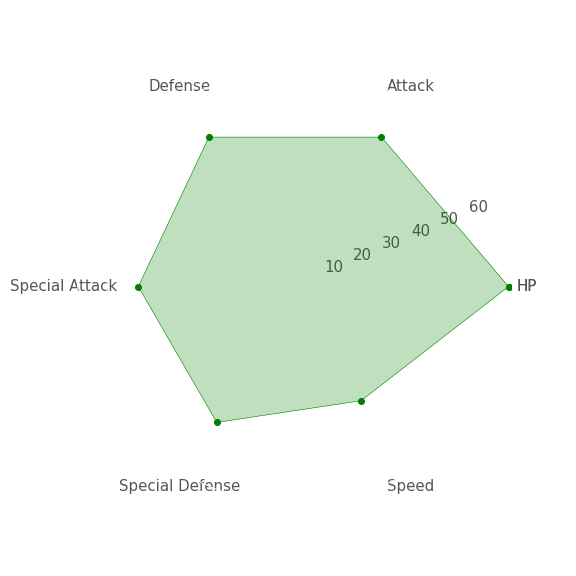 Defense
Attack
60
50
40
30
20
10
Special Attack
HP
Special Defense
Speed